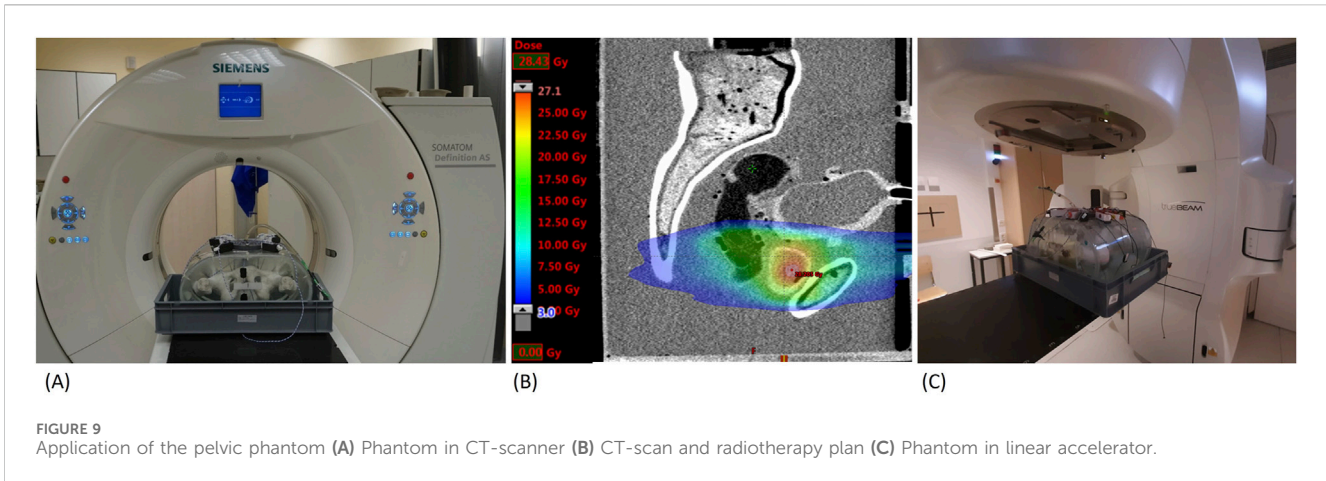 SIEMENS
SOMATOM
Definition AS
Dose
28.43 Gy
27.1
25.00 Gy
22.50 Gy
20.00 Gy
17.50 Gy
15.00 Gy
12.50 Gy
10.00 Gy
7.50 Gy
5.00 Gy
3.0
0.00 Gy
TRUEBEAM
(A)
(B)
(C)
FIGURE 9
Application of the pelvic phantom (A) Phantom in CT-scanner (B) CT-scan and radiotherapy plan (C) Phantom in linear accelerator.